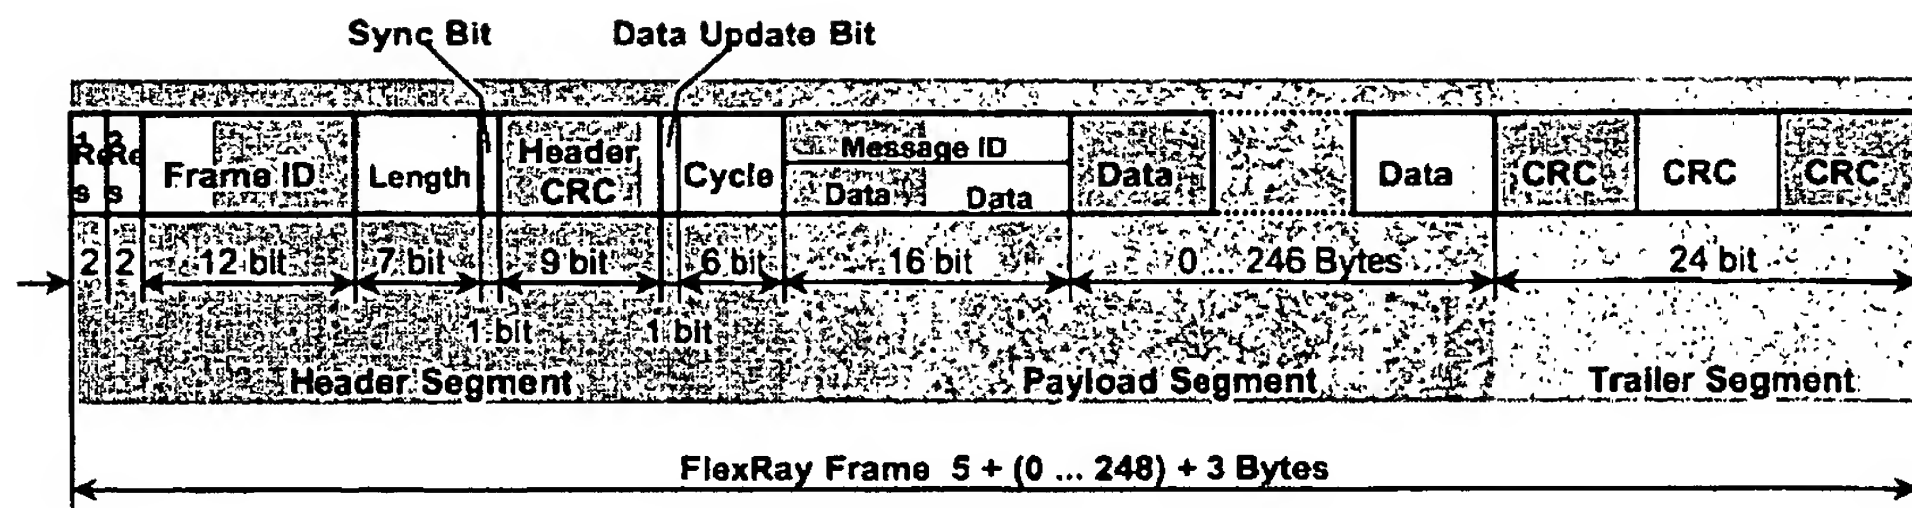 Sync Bit Data Update Bit
1 Res 2 Res Frame ID Length Header CRC Cycle Message ID Data Data Data Data CRC CRC CRC
2 2 12 bit 7 bit 9 bit 6 bit 16 bit 0 ... 246 Bytes 24 bit
1 bit 1 bit
Header Segment Payload Segment Trailer Segment
FlexRay Frame 5 + (0 ... 248) + 3 Bytes